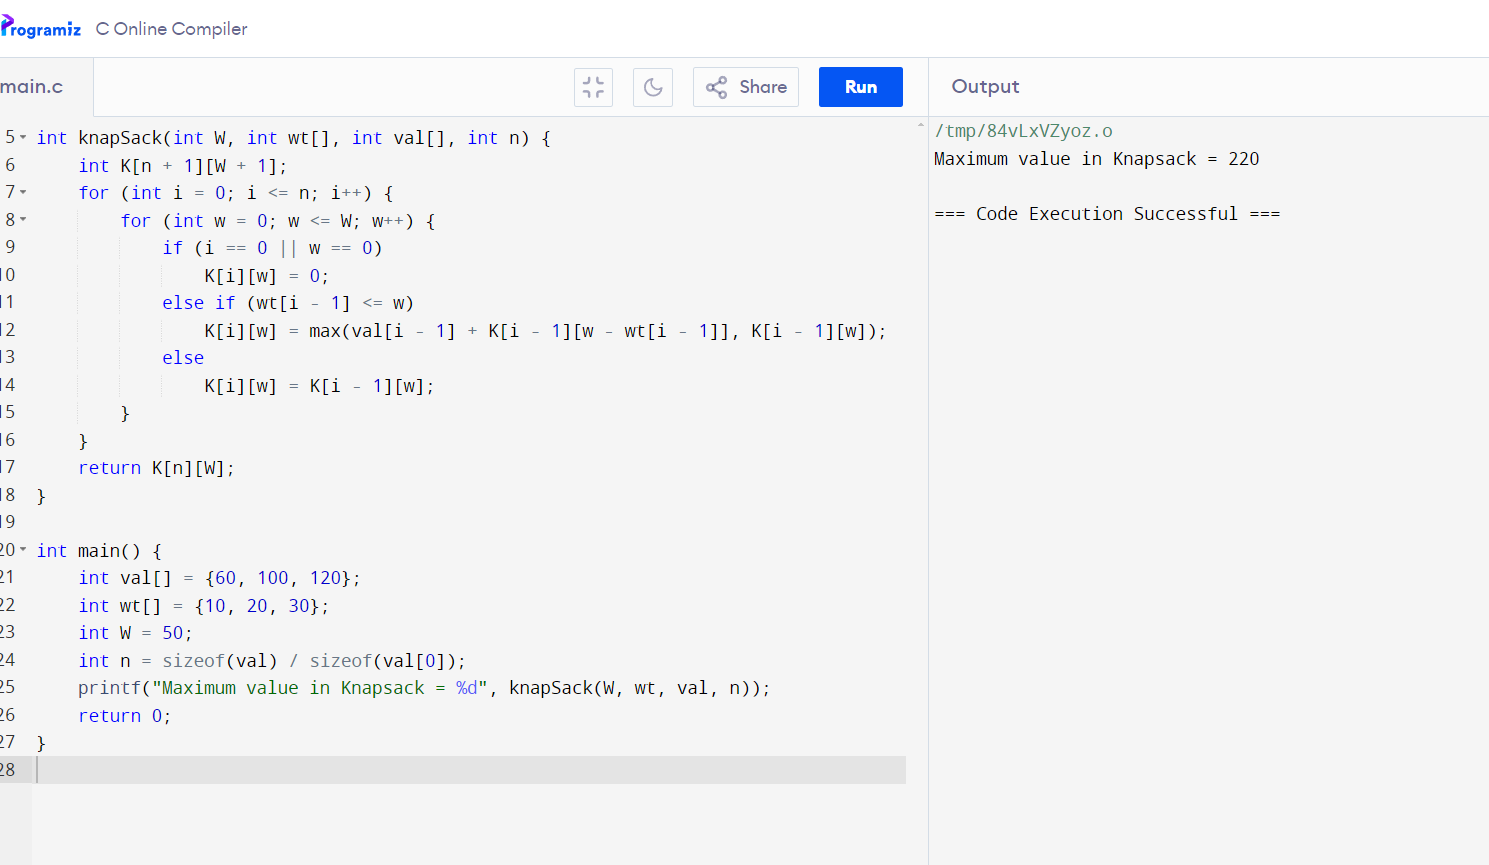 Programiz C Online Compiler
main.c
Share
Run
Output
5 int knapSack(int W, int wt[], int val[], int n) {
6 int K[n + 1][W + 1];
7 for (int i = 0; i <= n; i++) {
8 for (int w = 0; w <= W; w++) {
9 if (i == 0 || w == 0)
10 K[i][w] = 0;
11 else if (wt[i - 1] <= w)
12 K[i][w] = max(val[i - 1] + K[i - 1][w - wt[i - 1]], K[i - 1][w]);
13 else
14 K[i][w] = K[i - 1][w];
15 }
16 }
17 return K[n][W];
18 }
19
20 int main() {
21 int val[] = {60, 100, 120};
22 int wt[] = {10, 20, 30};
23 int W = 50;
24 int n = sizeof(val) / sizeof(val[0]);
25 printf("Maximum value in Knapsack = %d", knapSack(W, wt, val, n));
26 return 0;
27 }
28
/tmp/84vLxVZyoz.o
Maximum value in Knapsack = 220
=== Code Execution Successful ===